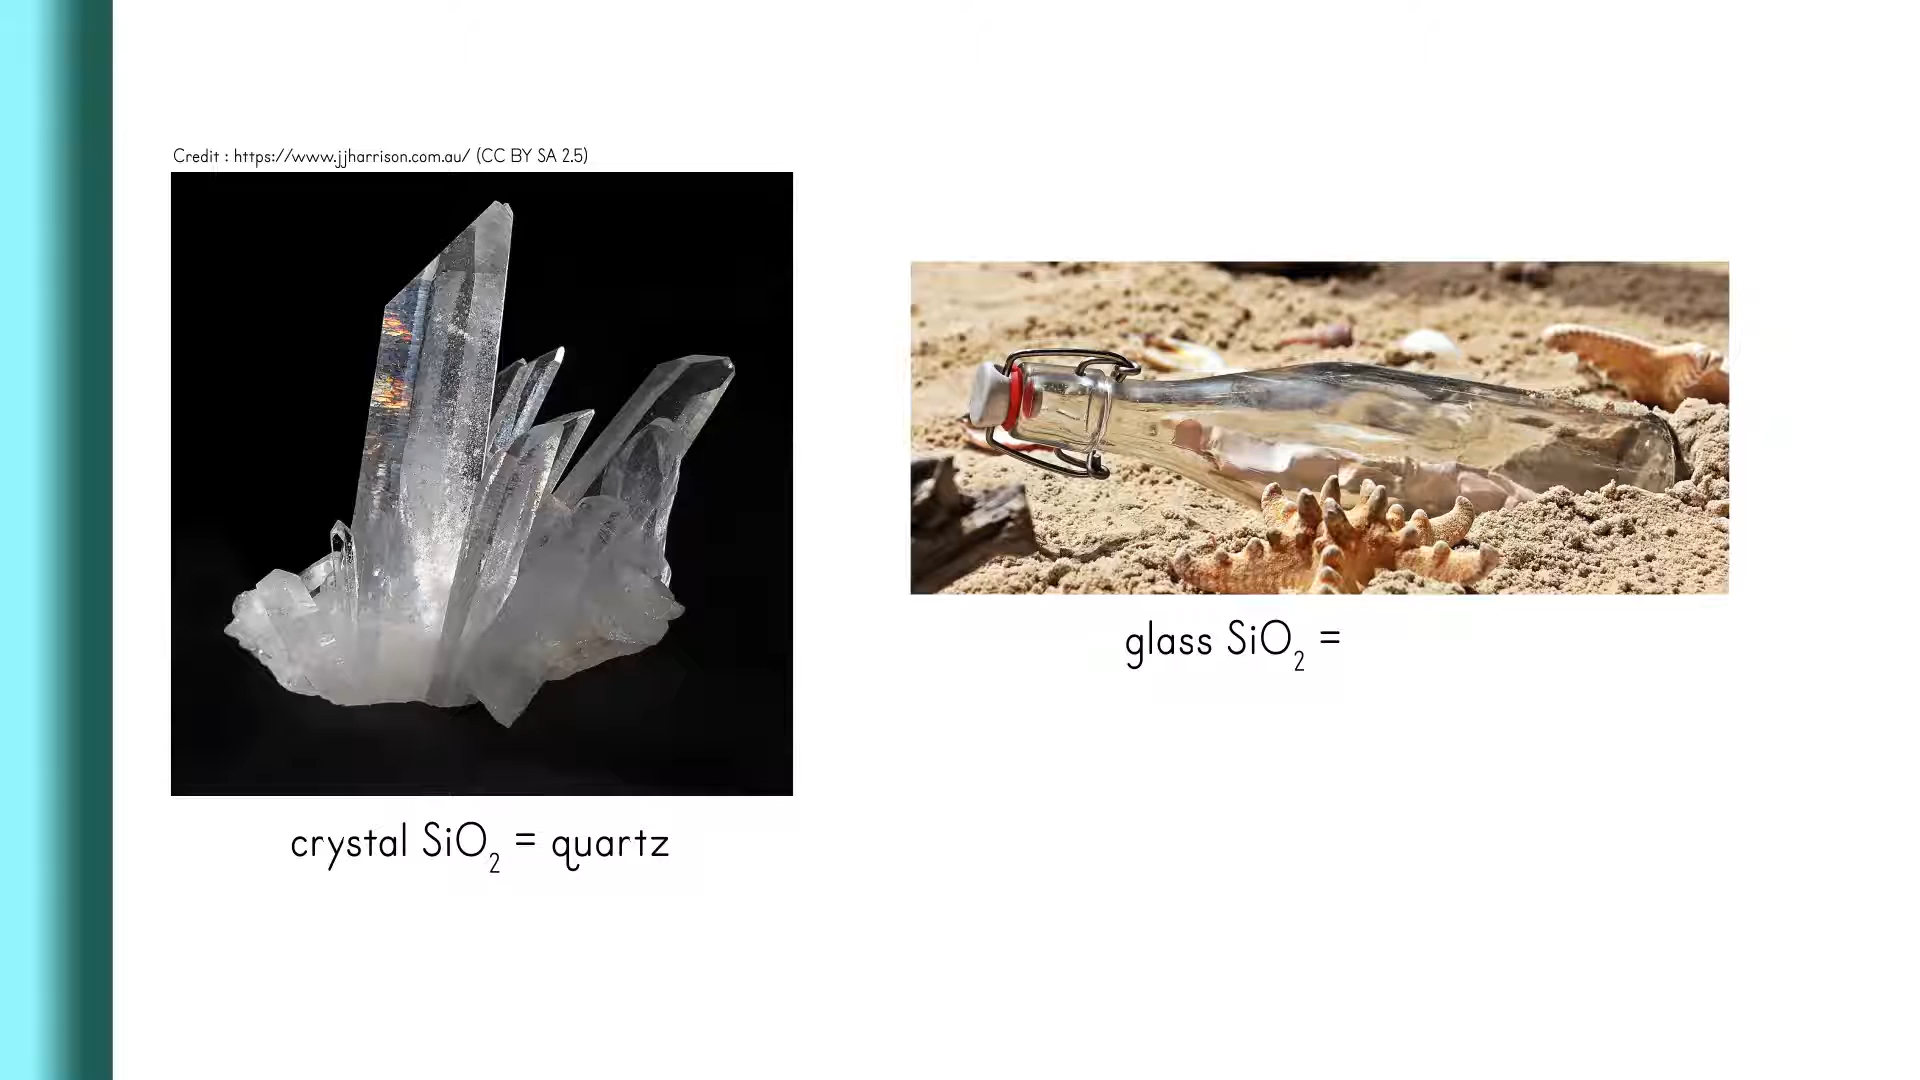 Credit : https://www.jjharrison.com.au/ (CC BY SA 2.5)
crystal SiO₂ = quartz
glass SiO₂ =